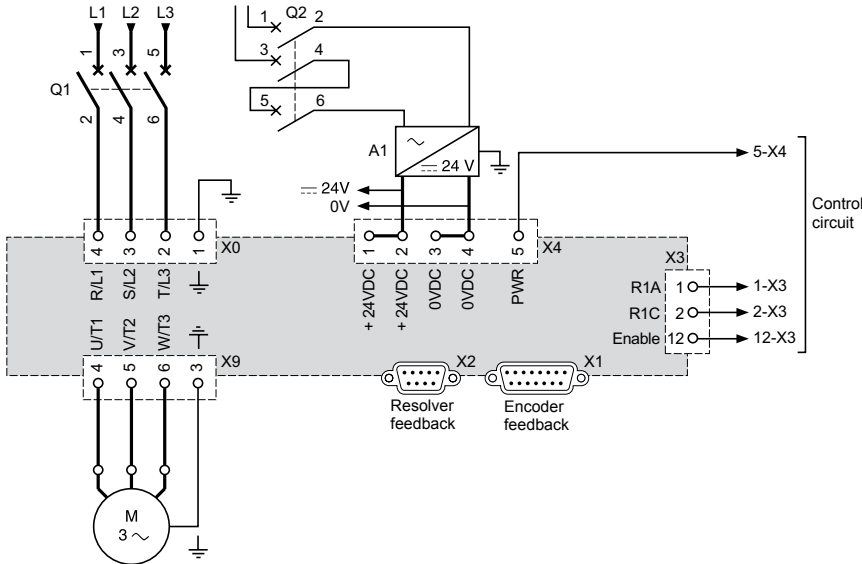 L1 L2 L3
1 3 5
Q1
2 4 6
1 Q2 2
3 4
5 6
A1
24 V
24V
0V
5-X4
Control
circuit
4 3 2 1 X0
R/L1 S/L2 T/L3
1 2 3 4 5 X4
+24VDC +24VDC 0VDC 0VDC PWR
X3
R1A 1 1-X3
R1C 2 2-X3
Enable 12 12-X3
U/T1 V/T2 W/T3
4 5 6 3 X9
X2
Resolver
feedback
X1
Encoder
feedback
M
3